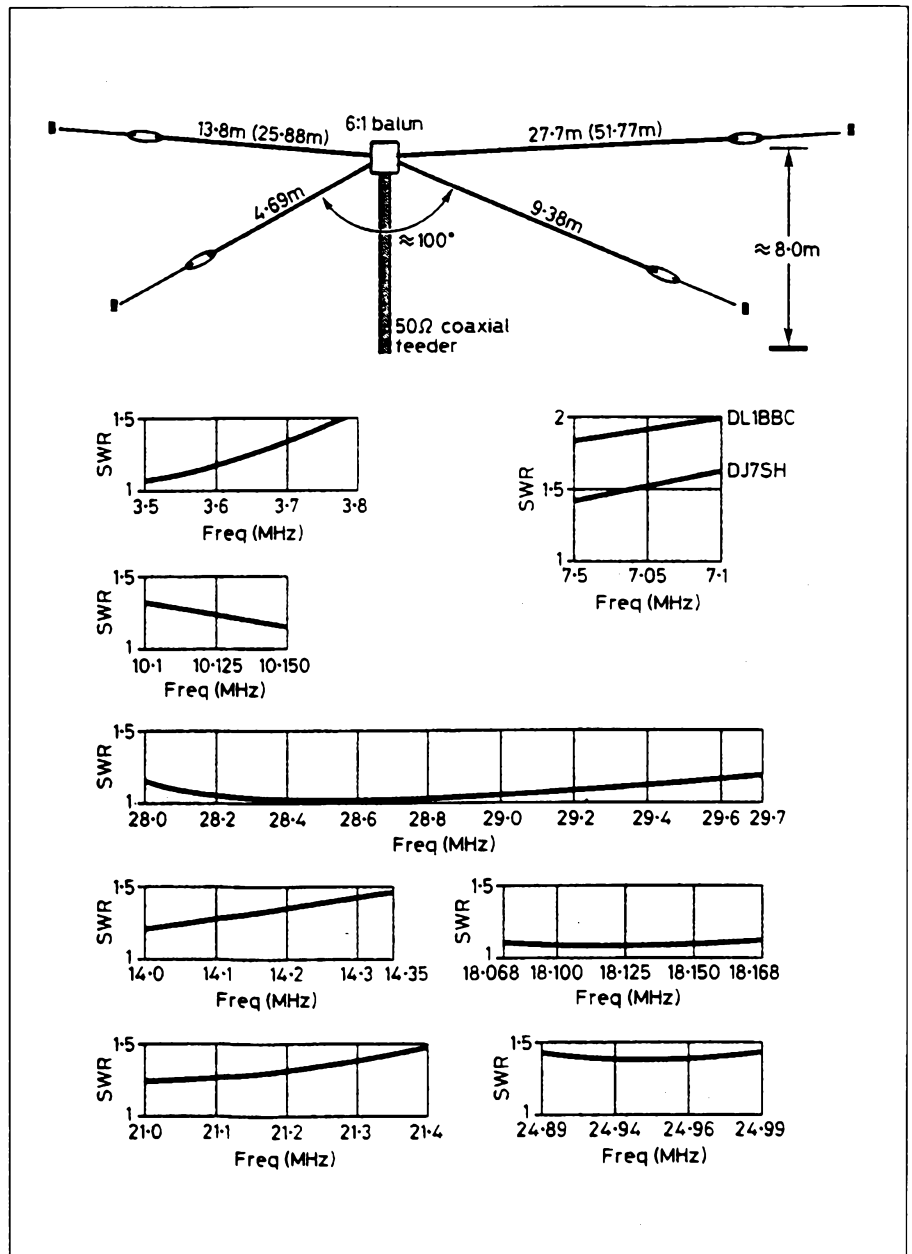 13·8m (25·88m)
6:1 balun
27·7m (51·77m)
4·69m
9·38m
≈100°
≈8·0m
50Ω coaxial
feeder
1·5
SWR
1
3·5 3·6 3·7 3·8
Freq (MHz)
2
DL1BBC
DJ7SH
SWR
1·5
1
7·5 7·05 7·1
Freq (MHz)
1·5
SWR
1
10·1 10·125 10·150
Freq (MHz)
1·5
SWR
1
28·0 28·2 28·4 28·6 28·8 29·0 29·2 29·4 29·6 29·7
Freq (MHz)
1·5
SWR
1
14·0 14·1 14·2 14·3 14·35
Freq (MHz)
1·5
SWR
1
18·068 18·100 18·125 18·150 18·168
Freq (MHz)
1·5
SWR
1
21·0 21·1 21·2 21·3 21·4
Freq (MHz)
1·5
SWR
1
24·89 24·94 24·96 24·99
Freq (MHz)